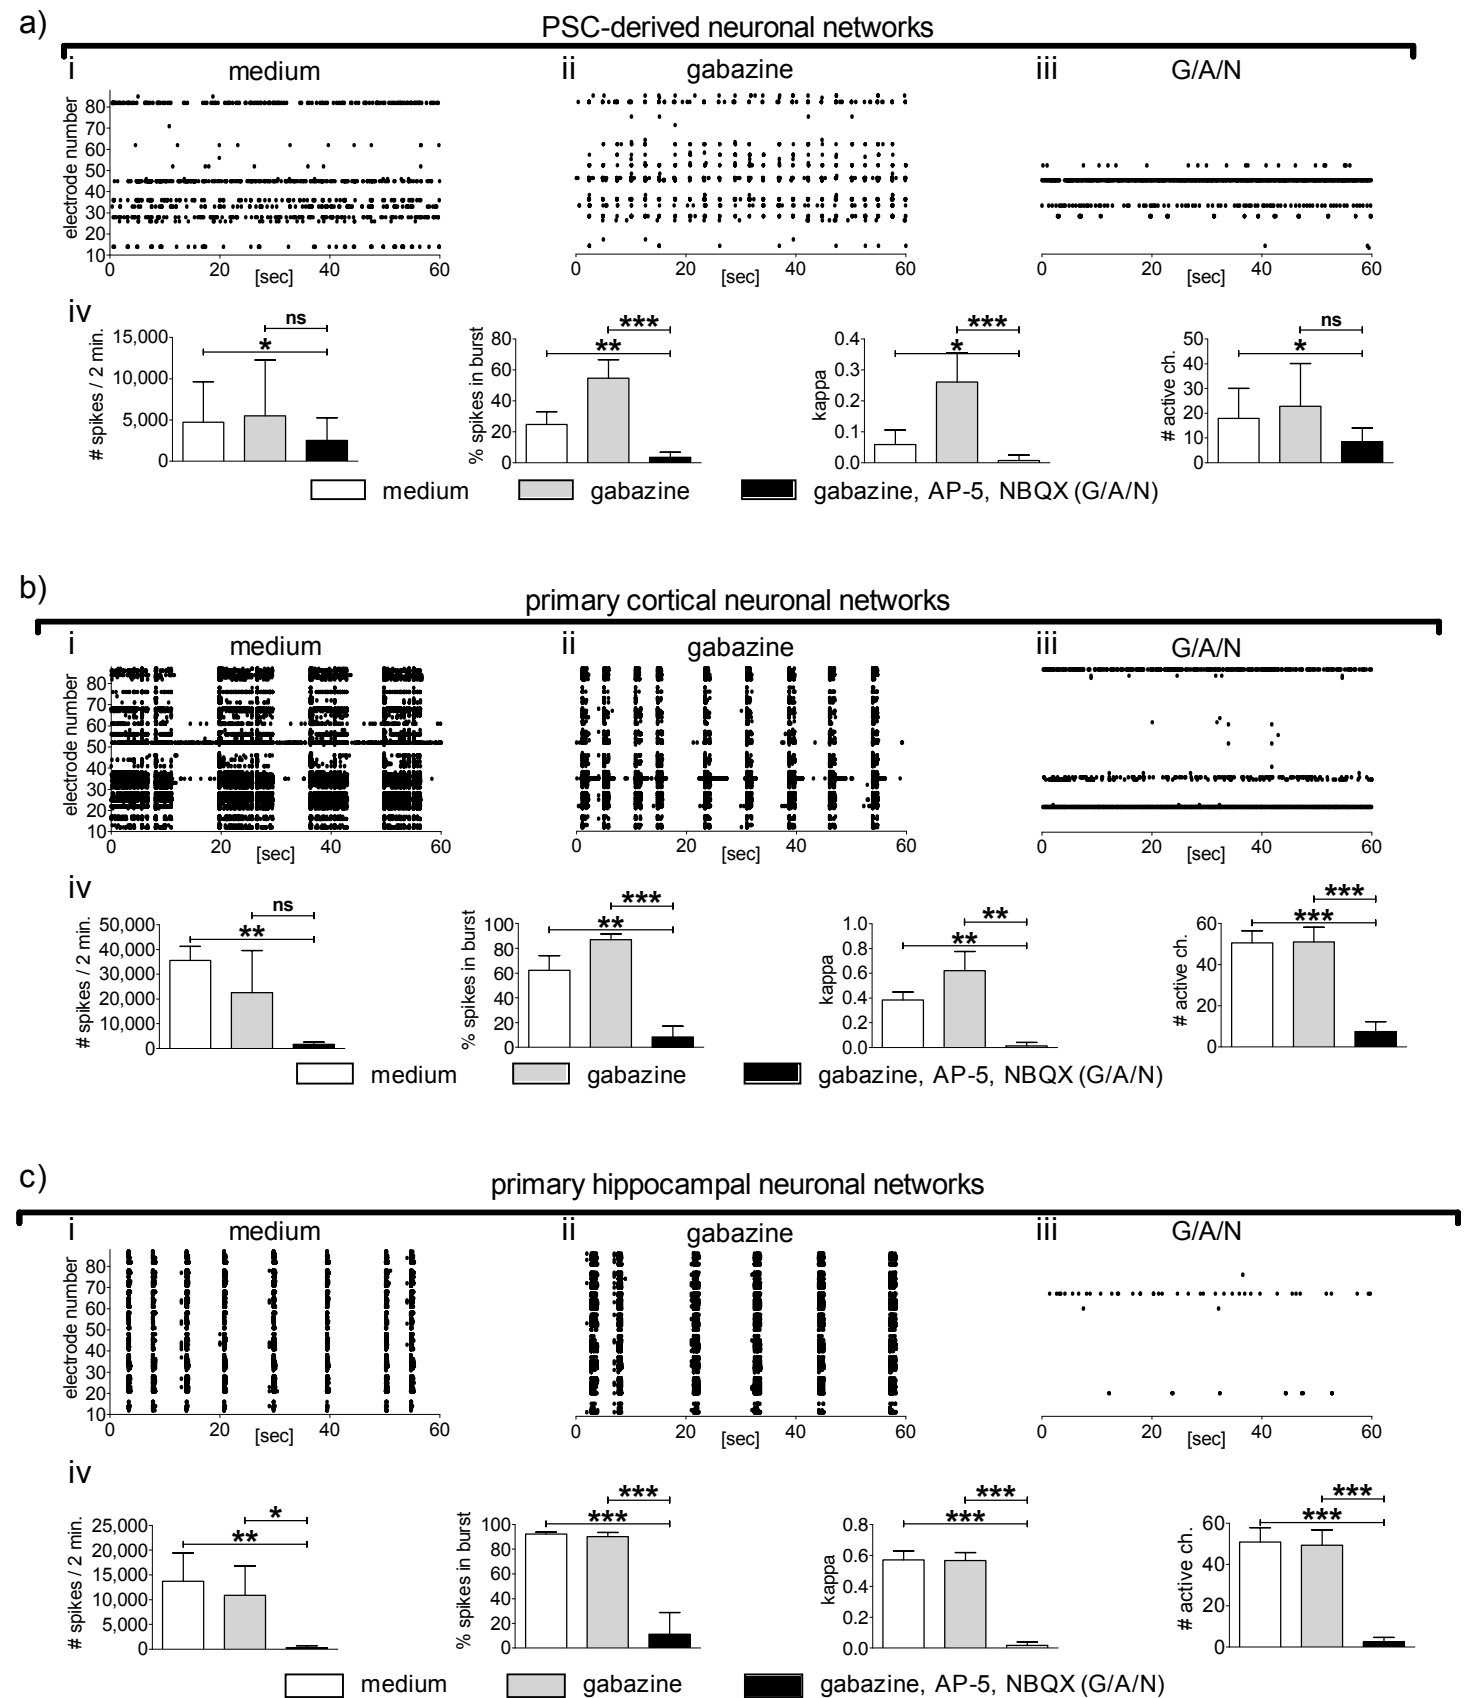 a)
PSC-derived neuronal networks
i medium ii gabazine iii G/A/N
electrode number
80
70
60
50
40
30
20
10
0 20 40 60
[sec]
0 20 40 60
[sec]
0 20 40 60
[sec]
iv
# spikes / 2 min.
15,000
10,000
5,000
0
ns
*
% spikes in burst
80
60
40
20
0
***
**
kappa
0.4
0.3
0.2
0.1
0.0
***
*
# active ch.
50
40
30
20
10
0
ns
*
medium gabazine gabazine, AP-5, NBQX (G/A/N)
b)
primary cortical neuronal networks
i medium ii gabazine iii G/A/N
electrode number
80
70
60
50
40
30
20
10
0 20 40 60
[sec]
0 20 40 60
[sec]
0 20 40 60
[sec]
iv
# spikes / 2 min.
50,000
40,000
30,000
20,000
10,000
0
ns
**
% spikes in burst
100
80
60
40
20
0
***
**
kappa
1.0
0.8
0.6
0.4
0.2
0.0
**
**
# active ch.
60
40
20
0
***
***
medium gabazine gabazine, AP-5, NBQX (G/A/N)
c)
primary hippocampal neuronal networks
i medium ii gabazine iii G/A/N
electrode number
80
70
60
50
40
30
20
10
0 20 40 60
[sec]
0 20 40 60
[sec]
0 20 40 60
[sec]
iv
# spikes / 2 min.
25,000
20,000
15,000
10,000
5,000
0
*
**
% spikes in burst
100
80
60
40
20
0
***
***
kappa
0.8
0.6
0.4
0.2
0.0
***
***
# active ch.
60
40
20
0
***
***
medium gabazine gabazine, AP-5, NBQX (G/A/N)